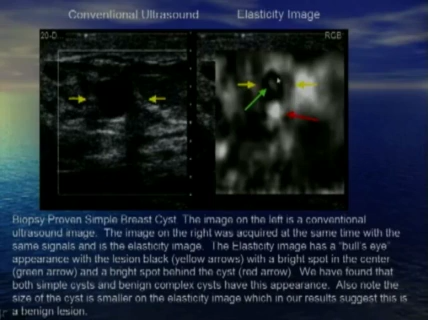 Conventional Ultrasound Elasticity Image
20-D RGB
Biopsy Proven Simple Breast Cyst. The image on the left is a conventional
ultrasound image. The image on the right was acquired at the same time with the
same signals and is the elasticity image. The Elasticity image has a "bull's eye"
appearance with the lesion black (yellow arrows) with a bright spot in the center
(green arrow) and a bright spot behind the cyst (red arrow). We have found that
both simple cysts and benign complex cysts have this appearance. Also note the
size of the cyst is smaller on the elasticity image which in our results suggest this is
a benign lesion.